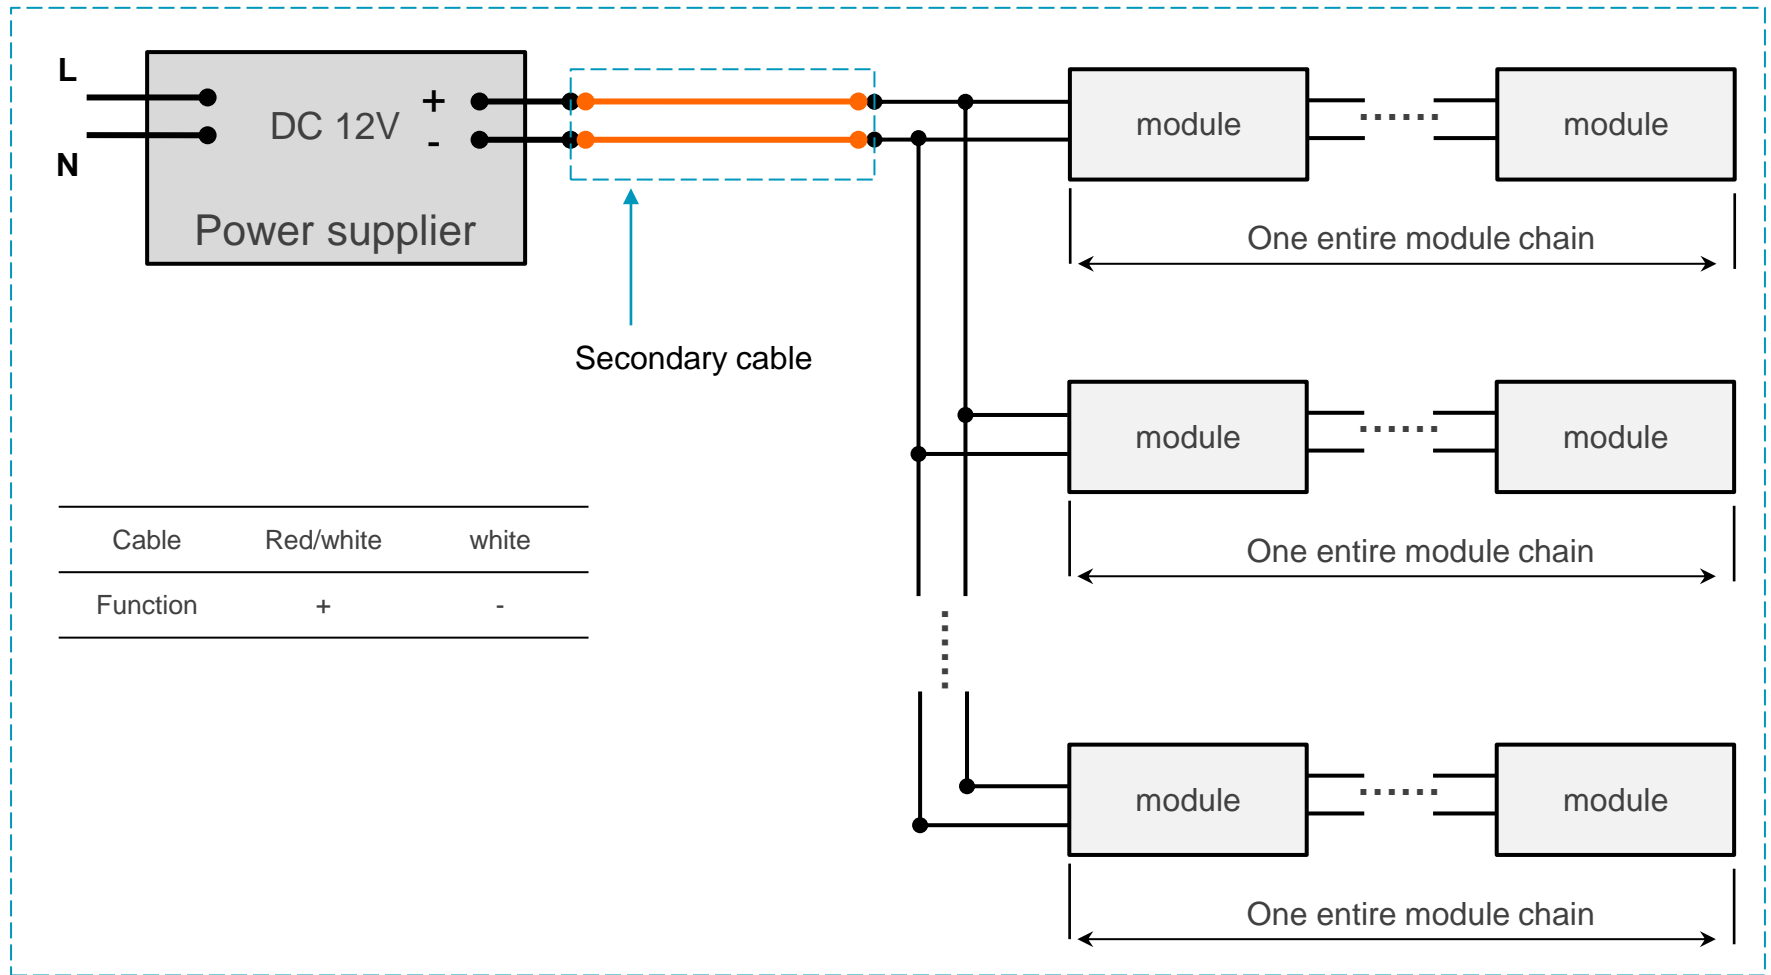 L
N
DC 12V
+
-
Power supplier
Secondary cable
module
module
One entire module chain
module
module
One entire module chain
Cable Red/white white
Function + -
module
module
One entire module chain